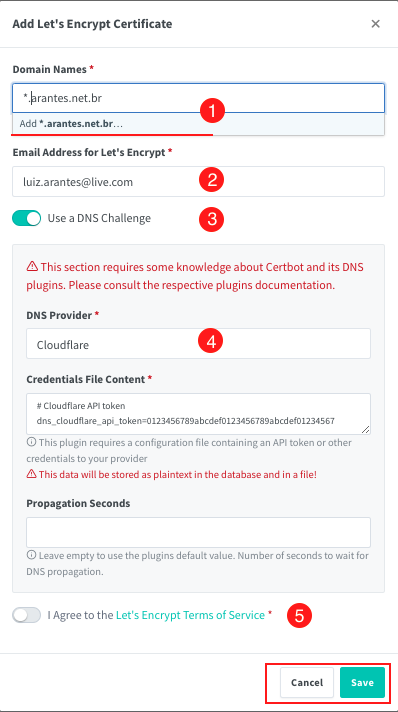 Add Let's Encrypt Certificate ×
Domain Names *
*.arantes.net.br
1
Add *.arantes.net.br...
Email Address for Let's Encrypt *
luiz.arantes@live.com
2
Use a DNS Challenge
3
This section requires some knowledge about Certbot and its DNS
plugins. Please consult the respective plugins documentation.
DNS Provider *
Cloudflare
4
Credentials File Content *
# Cloudflare API token
dns_cloudflare_api_token=0123456789abcdef0123456789abcdef01234567
This plugin requires a configuration file containing an API token or other
credentials to your provider
This data will be stored as plaintext in the database and in a file!
Propagation Seconds
Leave empty to use the plugins default value. Number of seconds to wait for
DNS propagation.
I Agree to the Let's Encrypt Terms of Service *
5
Cancel
Save